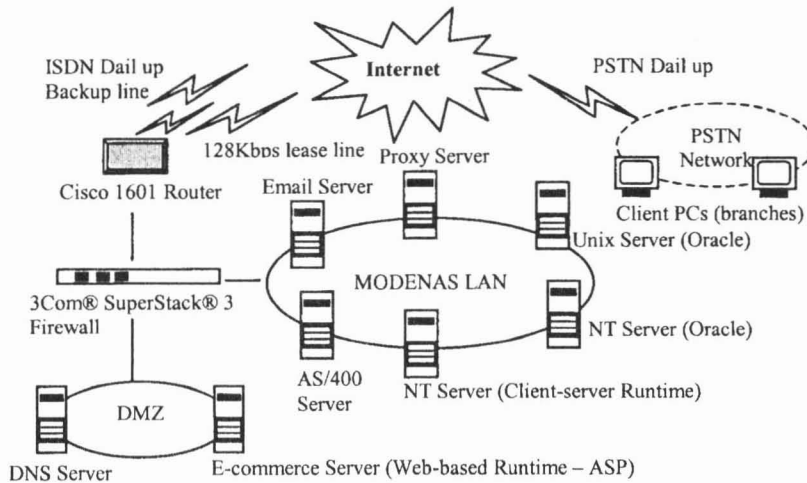 ISDN Dail up
Backup line
Internet
PSTN Dail up
128Kbps lease line
PSTN
Network
Cisco 1601 Router
Email Server
Proxy Server
Client PCs (branches)
Unix Server (Oracle)
MODENAS LAN
3Com® SuperStack® 3
Firewall
NT Server (Oracle)
AS/400
Server
NT Server (Client-server Runtime)
DMZ
DNS Server
E-commerce Server (Web-based Runtime – ASP)